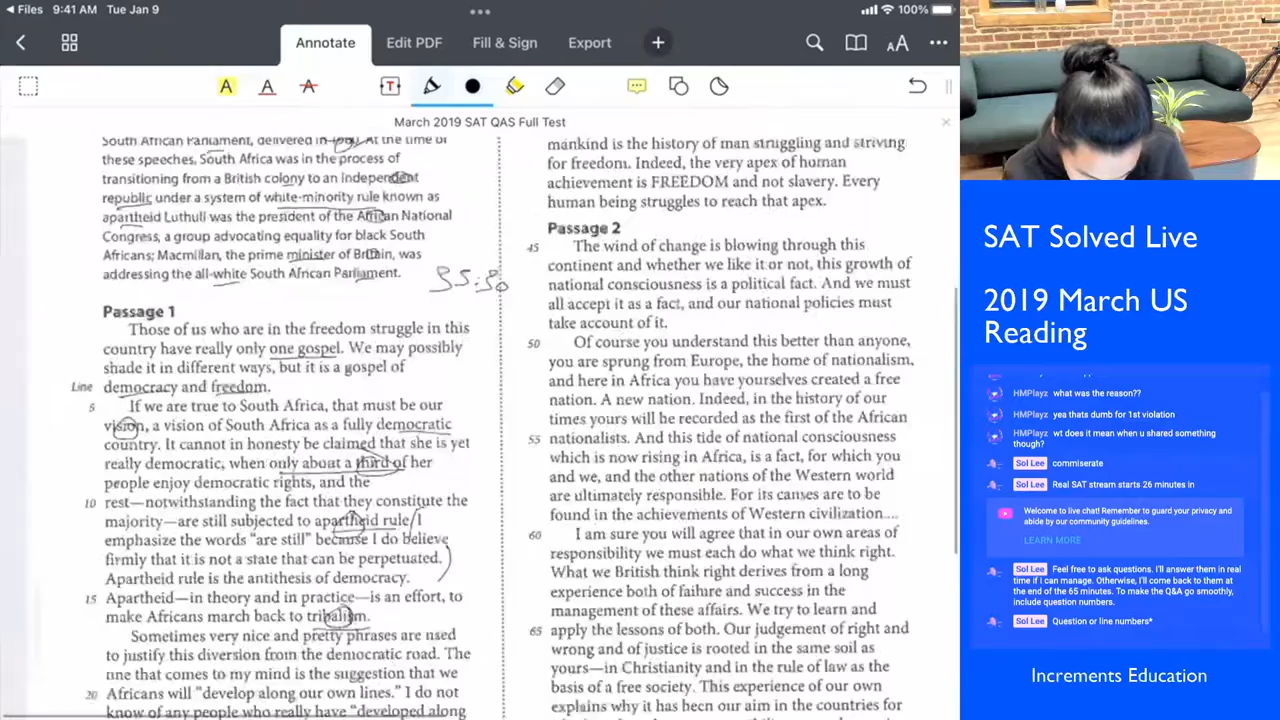 Files 9:41 AM Tue Jan 9
100%
Annotate
Edit PDF
Fill & Sign
Export
March 2019 SAT QAS Full Test
South African Parliament, delivered in At the time of
these speeches, South Africa was in the process of
transitioning from a British colony to an independent
republic under a system of white-minority rule known as
apartheid Luthuli was the president of the African National
Congress, a group advocating equality for black South
Africans; Macmillan, the prime minister of Britain, was
addressing the all-white South African Parliament.
35:30
Passage 1
Those of us who are in the freedom struggle in this
country have really only one gospel. We may possibly
shade it in different ways, but it is a gospel of
Line democracy and freedom.
5 If we are true to South Africa, that must be our
vision, a vision of South Africa as a fully democratic
country. It cannot in honesty be claimed that she is yet
really democratic, when only about a third of her
people enjoy democratic rights, and the
10 rest—notwithstanding the fact that they constitute the
majority—are still subjected to apartheid rule. I
emphasize the words "are still" because I do believe
firmly that it is not a state that can be perpetuated.
Apartheid rule is the antithesis of democracy.
15 Apartheid—in theory and in practice—is an effort, to
make Africans march back to tribalism.
Sometimes very nice and pretty phrases are used
to justify this diversion from the democratic road. The
one that comes to my mind is the suggestion that we
20 Africans will "develop along our own lines." I do not
know of any people who really have "developed along
mankind is the history of man struggling and striving
for freedom. Indeed, the very apex of human
achievement is FREEDOM and not slavery. Every
human being struggles to reach that apex.
Passage 2
45 The wind of change is blowing through this
continent and whether we like it or not, this growth of
national consciousness is a political fact. And we must
all accept it as a fact, and our national policies must
take account of it.
50 Of course you understand this better than anyone,
you are sprung from Europe, the home of nationalism,
and here in Africa you have yourselves created a free
nation. A new nation. Indeed, in the history of our
times yours will be recorded as the first of the African
55 nationalists. And this tide of national consciousness
which is now rising in Africa, is a fact, for which you
and we, and the other nations of the Western world
are ultimately responsible. For its causes are to be
found in the achievements of Western civilization....
60 I am sure you will agree that in our own areas of
responsibility we must each do what we think right.
What we British think right derives from a long
experience both of failure and success in the
management of these affairs. We try to learn and
65 apply the lessons of both. Our judgement of right and
wrong and of justice is rooted in the same soil as
yours—in Christianity and in the rule of law as the
basis of a free society. This experience of our own
explains why it has been our aim in the countries for
SAT Solved Live
2019 March US
Reading
HMPlayz what was the reason??
HMPlayz yea thats dumb for 1st violation
HMPlayz wt does it mean when u shared something
though?
Sol Lee commiserate
Sol Lee Real SAT stream starts 26 minutes in
Welcome to live chat! Remember to guard your privacy and
abide by our community guidelines.
LEARN MORE
Sol Lee Feel free to ask questions. I'll answer them in real
time if I can manage. Otherwise, I'll come back to them at
the end of the 65 minutes. To make the Q&A go smoothly,
include question numbers.
Sol Lee Question or line numbers*
Increments Education